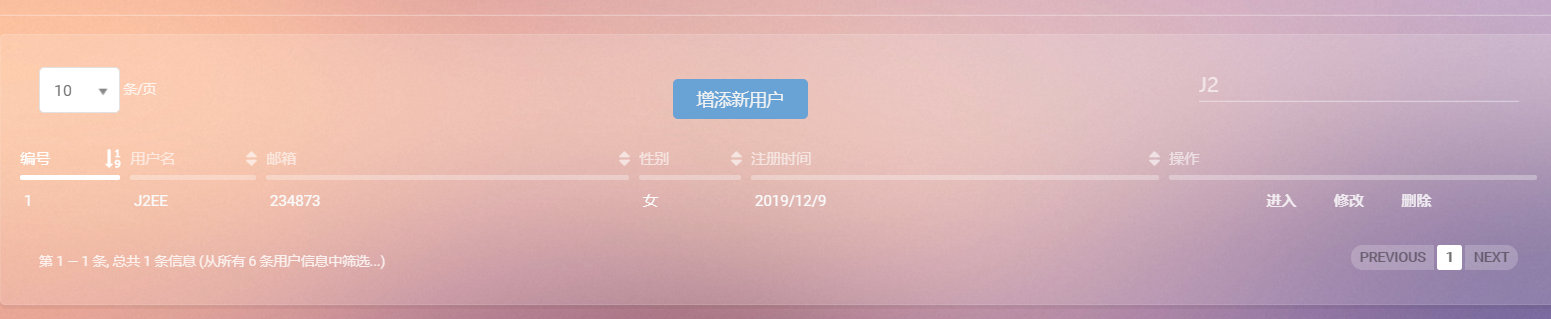 10 条/页 增添新用户 J2
编号 用户名 邮箱 性别 注册时间 操作
1 J2EE 234873 女 2019/12/9 进入 修改 删除
第 1 — 1 条, 总共 1 条信息 (从所有 6 条用户信息中筛选...) PREVIOUS 1 NEXT